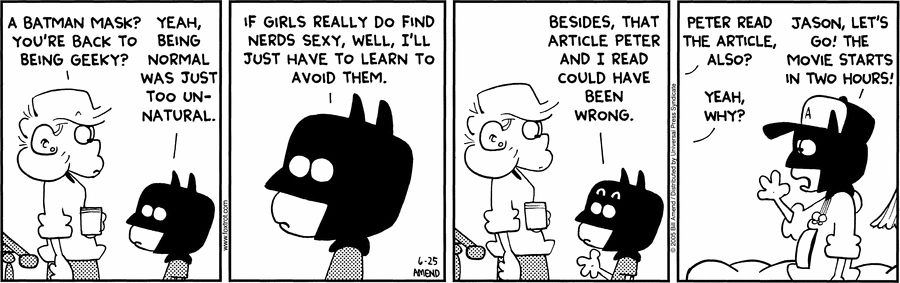 A BATMAN MASK?
YOU'RE BACK TO
BEING GEEKY?
YEAH,
BEING
NORMAL
WAS JUST
TOO UN-
NATURAL.
www.foxtrot.com
IF GIRLS REALLY DO FIND
NERDS SEXY, WELL, I'LL
JUST HAVE TO LEARN TO
AVOID THEM.
6-25
AMEND
BESIDES, THAT
ARTICLE PETER
AND I READ
COULD HAVE
BEEN
WRONG.
© 2005 Bill Amend / Distributed by Universal Press Syndicate
PETER READ
THE ARTICLE,
ALSO?
YEAH,
WHY?
JASON, LET'S
GO! THE
MOVIE STARTS
IN TWO HOURS!
A